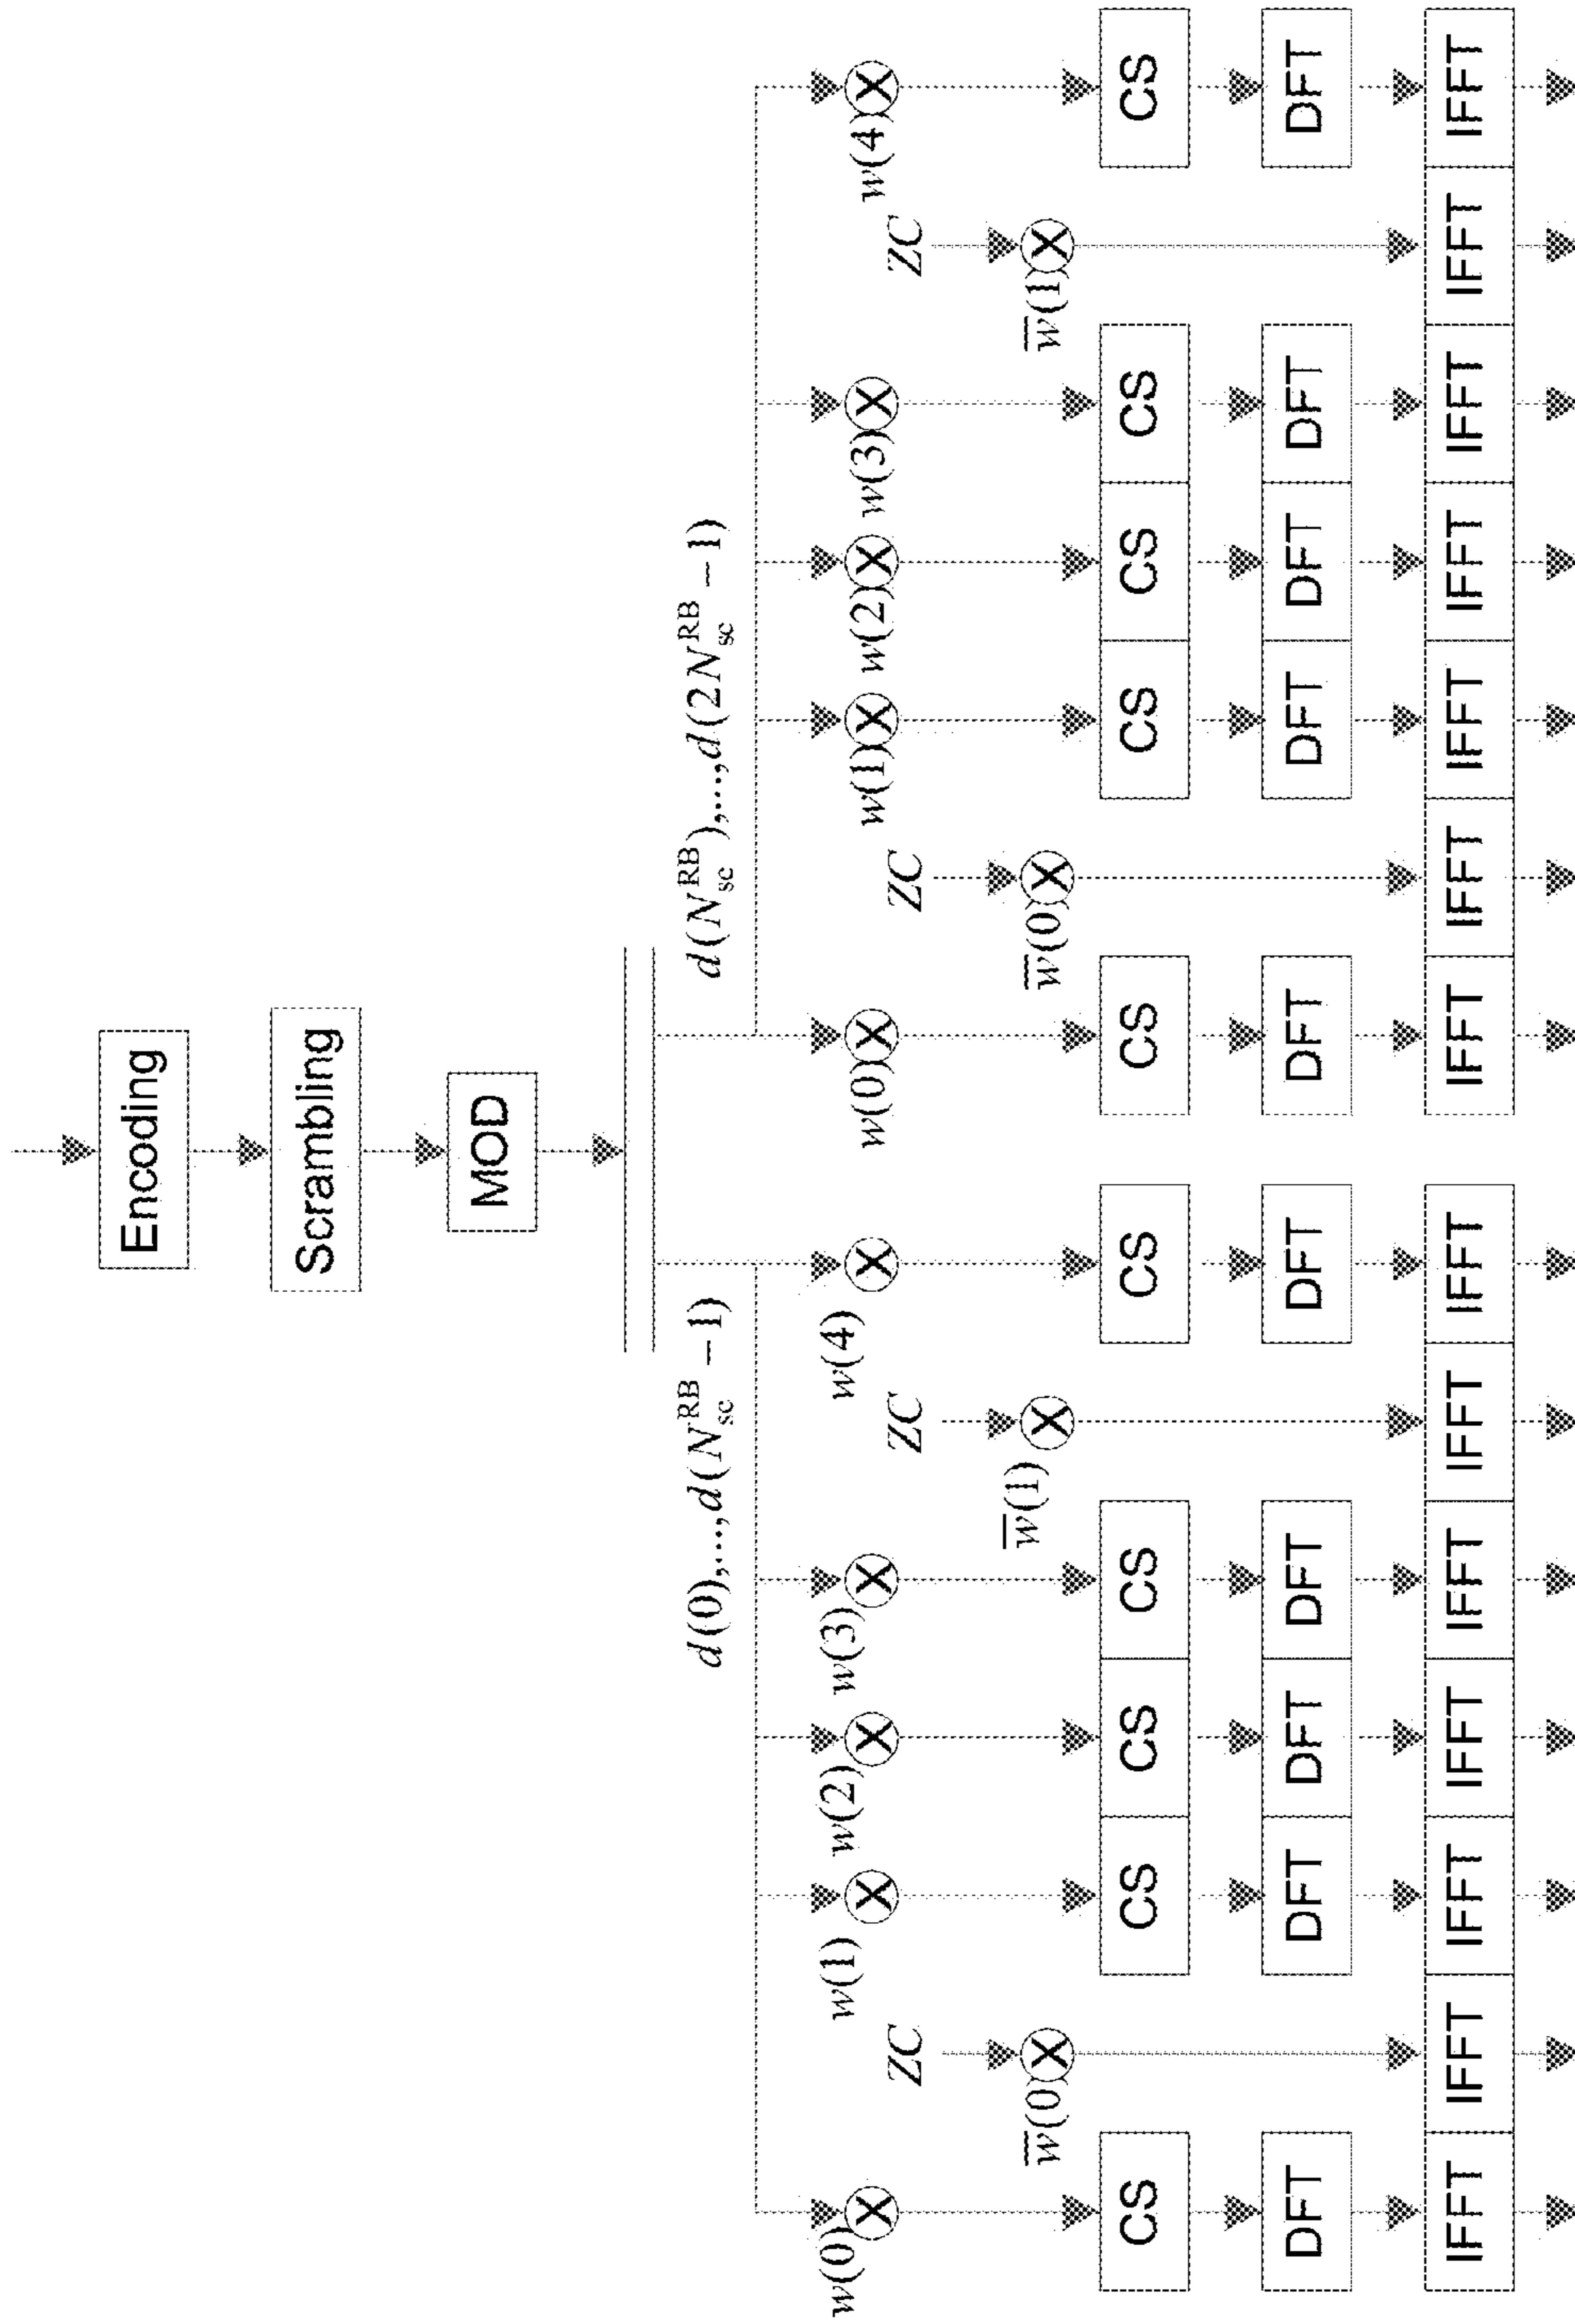 Encoding
Scrambling
MOD
d(0),...,d(N_sc^RB −1) d(N_sc^RB),...,d(2N_sc^RB −1)
w(0) w(1) w(2) w(3) w(4) w(0) w(1) w(2) w(3) w(4)
ZC ZC ZC ZC
w̅(0) w̅(1) w̅(0) w̅(1)
CS CS CS CS CS CS CS CS CS CS
DFT DFT DFT DFT DFT DFT DFT DFT DFT DFT
IFFT IFFT IFFT IFFT IFFT IFFT IFFT IFFT IFFT IFFT IFFT IFFT IFFT IFFT